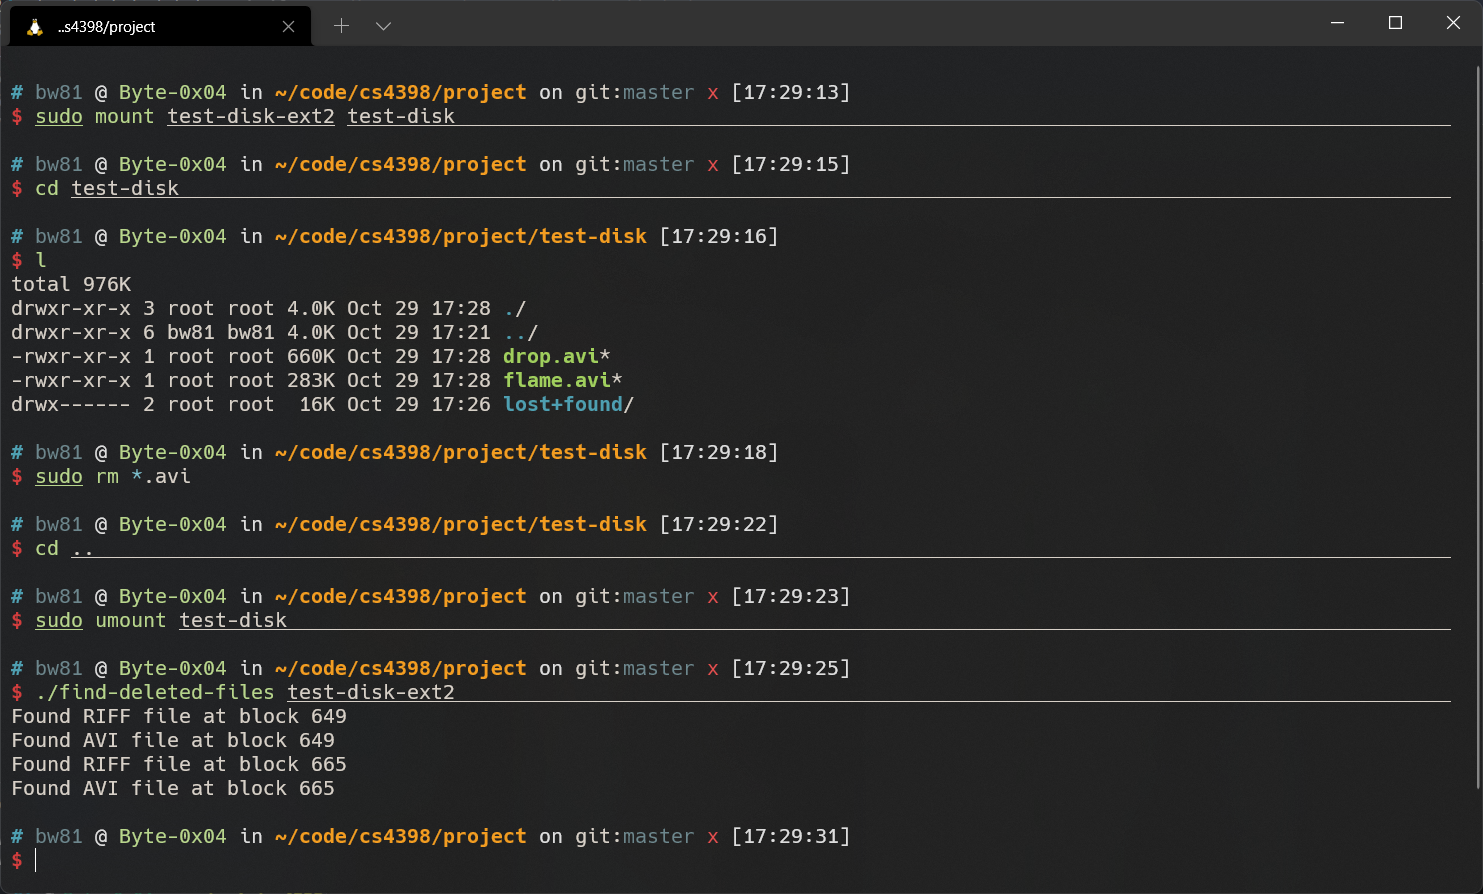 ..s4398/project
# bw81 @ Byte-0x04 in ~/code/cs4398/project on git:master x [17:29:13]
$ sudo mount test-disk-ext2 test-disk
# bw81 @ Byte-0x04 in ~/code/cs4398/project on git:master x [17:29:15]
$ cd test-disk
# bw81 @ Byte-0x04 in ~/code/cs4398/project/test-disk [17:29:16]
$ l
total 976K
drwxr-xr-x 3 root root 4.0K Oct 29 17:28 ./
drwxr-xr-x 6 bw81 bw81 4.0K Oct 29 17:21 ../
-rwxr-xr-x 1 root root 660K Oct 29 17:28 drop.avi*
-rwxr-xr-x 1 root root 283K Oct 29 17:28 flame.avi*
drwx------ 2 root root  16K Oct 29 17:26 lost+found/
# bw81 @ Byte-0x04 in ~/code/cs4398/project/test-disk [17:29:18]
$ sudo rm *.avi
# bw81 @ Byte-0x04 in ~/code/cs4398/project/test-disk [17:29:22]
$ cd ..
# bw81 @ Byte-0x04 in ~/code/cs4398/project on git:master x [17:29:23]
$ sudo umount test-disk
# bw81 @ Byte-0x04 in ~/code/cs4398/project on git:master x [17:29:25]
$ ./find-deleted-files test-disk-ext2
Found RIFF file at block 649
Found AVI file at block 649
Found RIFF file at block 665
Found AVI file at block 665
# bw81 @ Byte-0x04 in ~/code/cs4398/project on git:master x [17:29:31]
$